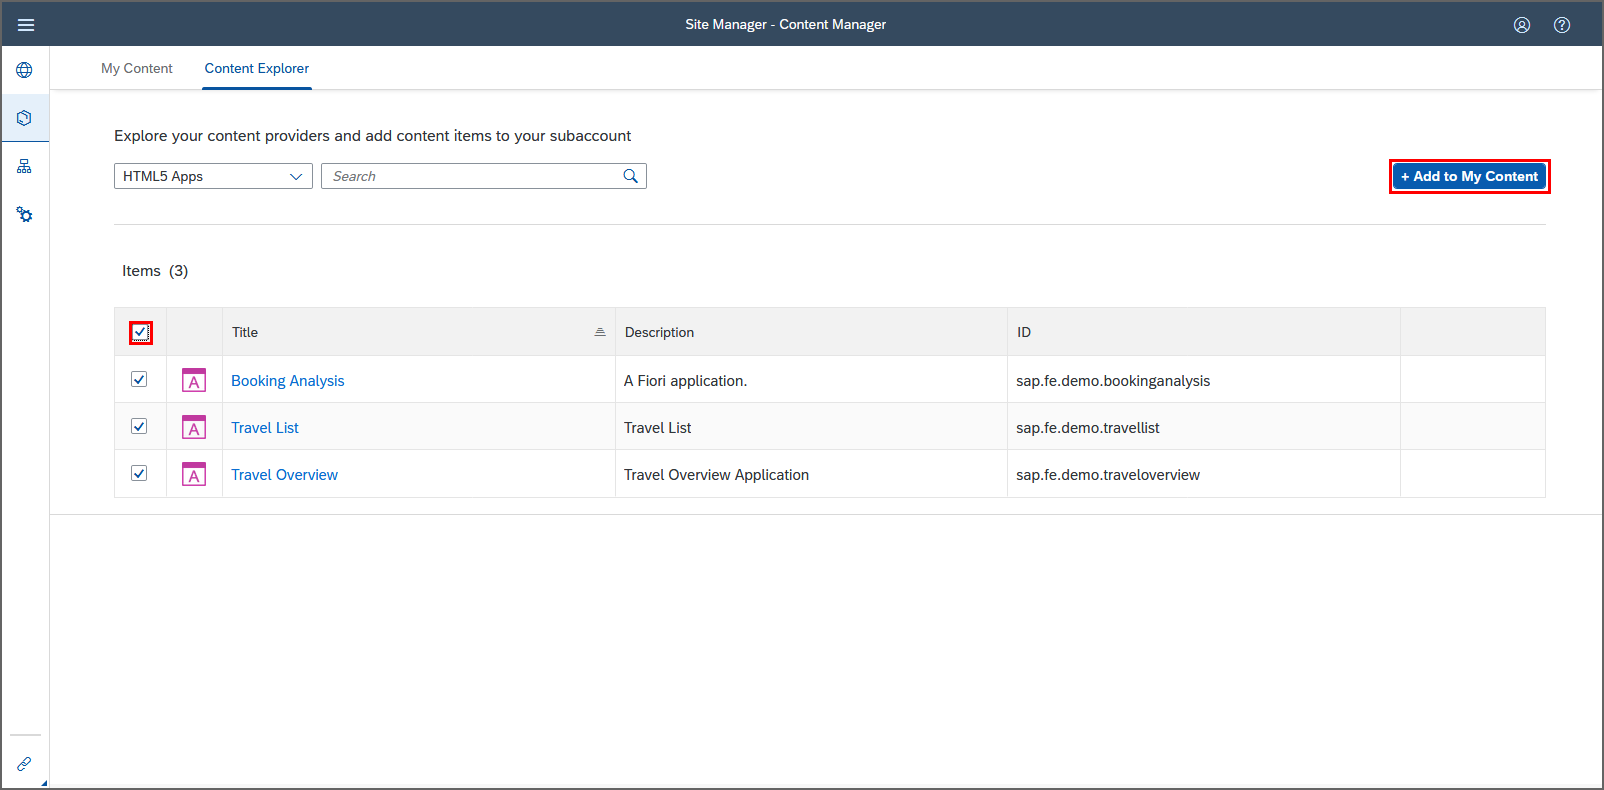 Site Manager - Content Manager
My Content
Content Explorer
Explore your content providers and add content items to your subaccount
HTML5 Apps
Search
+ Add to My Content
Items (3)
Title Description ID
A Booking Analysis A Fiori application. sap.fe.demo.bookinganalysis
A Travel List Travel List sap.fe.demo.travellist
A Travel Overview Travel Overview Application sap.fe.demo.traveloverview